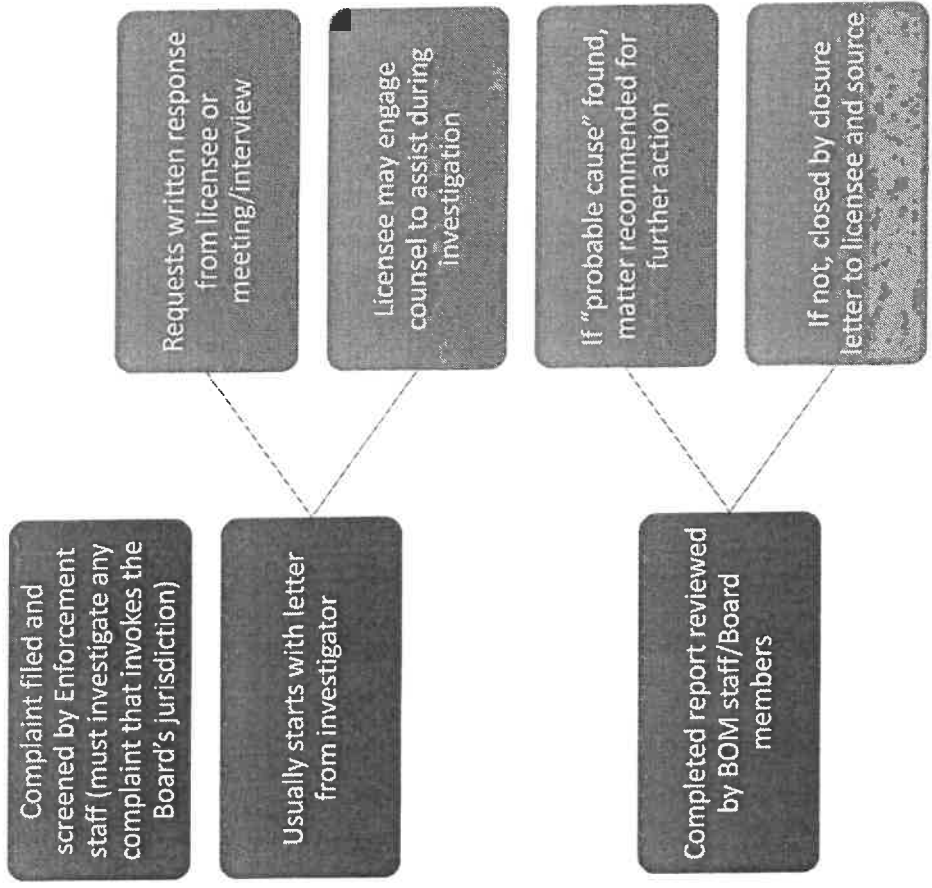 Complaint filed and
screened by Enforcement
staff (must investigate any
complaint that invokes the
Board's jurisdiction)
Usually starts with letter
from investigator
Requests written response
from licensee or
meeting/interview
Licensee may engage
counsel to assist during
investigation
Completed report reviewed
by BOM staff/Board
members
If “probable cause” found,
matter recommended for
further action
If not, closed by closure
letter to licensee and source